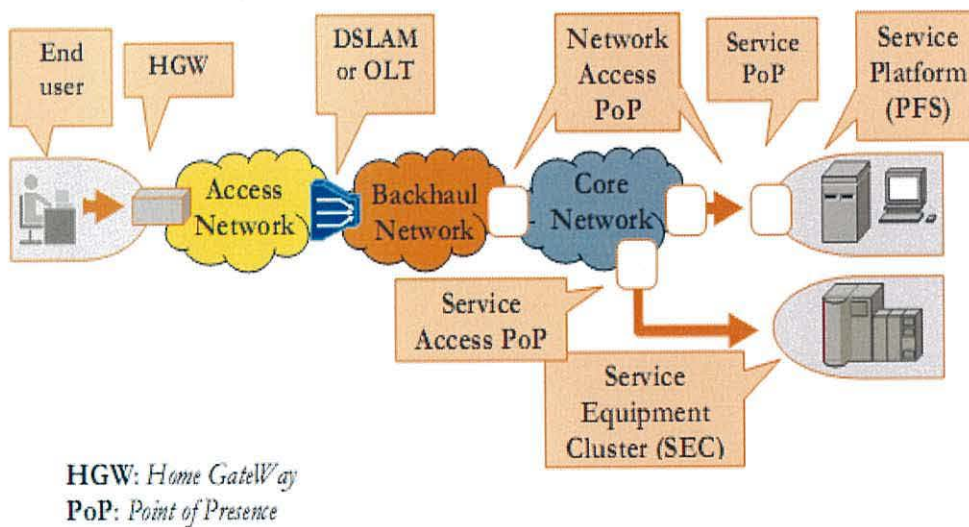 End
user
HGW
DSLAM
or OLT
Network
Access
PoP
Service
PoP
Service
Platform
(PFS)
Access
Network
Backhaul
Network
Core
Network
Service
Access PoP
Service
Equipment
Cluster (SEC)
HGW: Home GateWay
PoP: Point of Presence